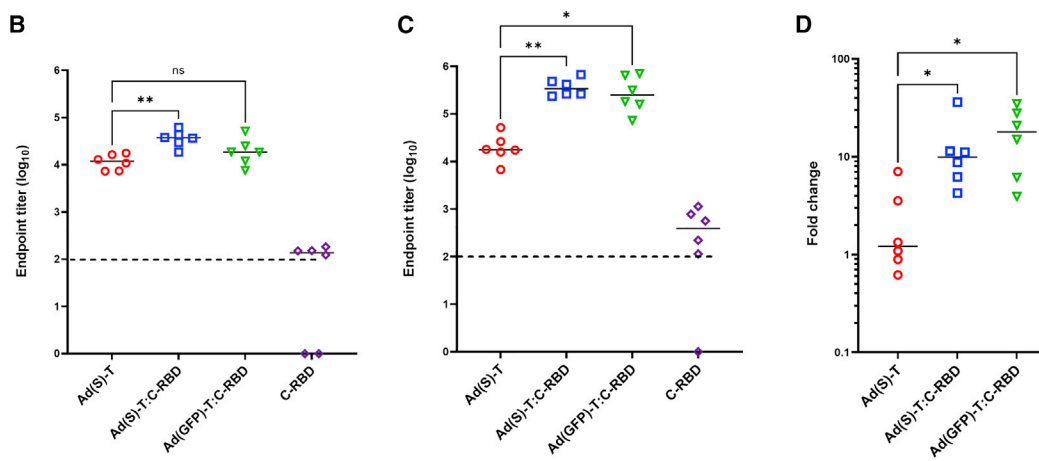 B
ns
**
Endpoint titer (log10)
6
5
4
3
2
1
0
Ad(S)-T
Ad(S)-T:C-RBD
Ad(GFP)-T:C-RBD
C-RBD
C
*
**
Endpoint titer (log10)
6
5
4
3
2
1
0
Ad(S)-T
Ad(S)-T:C-RBD
Ad(GFP)-T:C-RBD
C-RBD
D
*
*
Fold change
100
10
1
0.1
Ad(S)-T
Ad(S)-T:C-RBD
Ad(GFP)-T:C-RBD